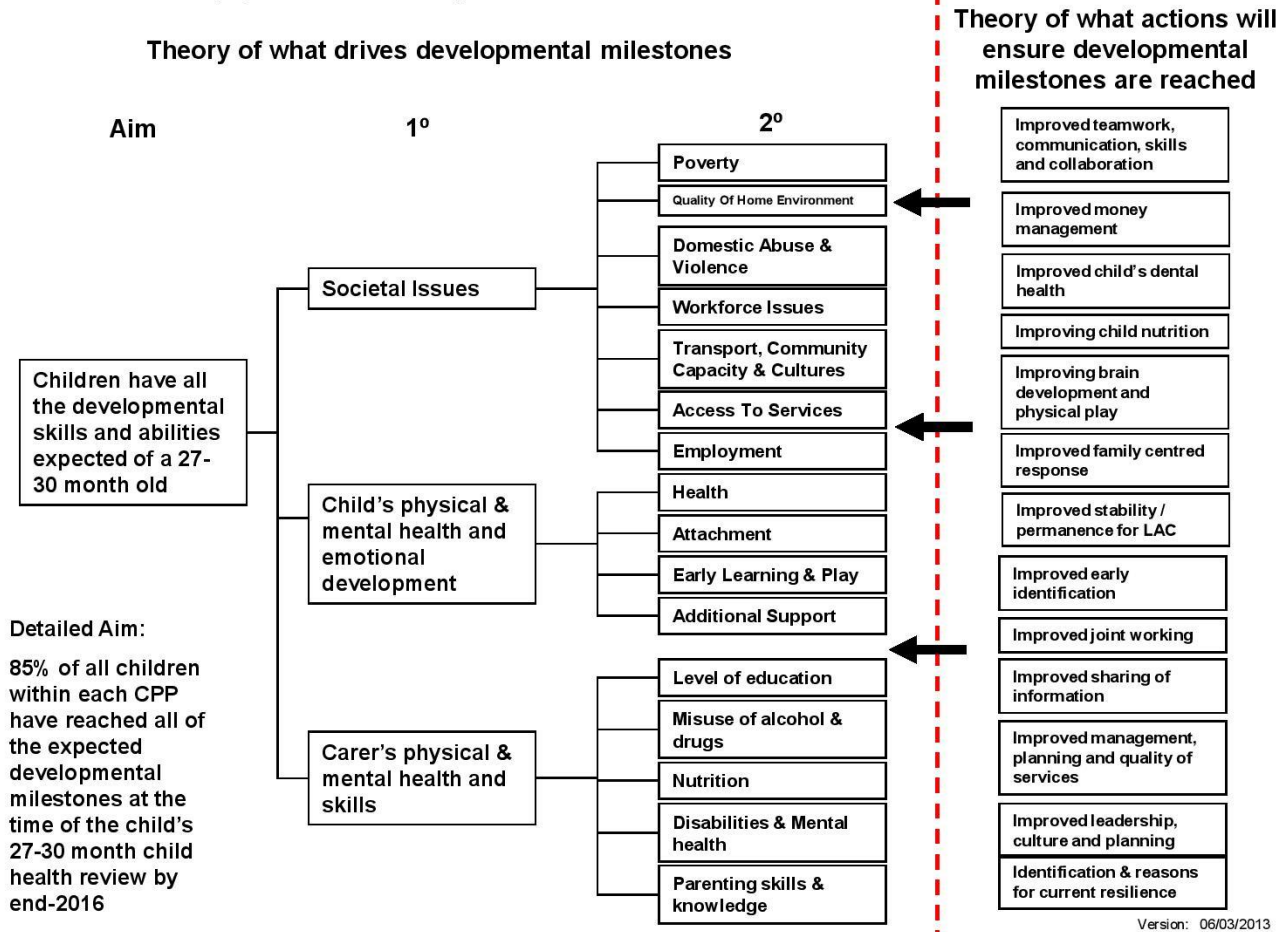 Theory of what drives developmental milestones
Theory of what actions will
ensure developmental
milestones are reached
Aim
1º
2º
Children have all
the developmental
skills and abilities
expected of a 27-
30 month old
Detailed Aim:
85% of all children
within each CPP
have reached all of
the expected
developmental
milestones at the
time of the child’s
27-30 month child
health review by
end-2016
Societal Issues
Child’s physical &
mental health and
emotional
development
Carer’s physical &
mental health and
skills
Poverty
Quality Of Home Environment
Domestic Abuse &
Violence
Workforce Issues
Transport, Community
Capacity & Cultures
Access To Services
Employment
Health
Attachment
Early Learning & Play
Additional Support
Level of education
Misuse of alcohol &
drugs
Nutrition
Disabilities & Mental
health
Parenting skills &
knowledge
Improved teamwork,
communication, skills
and collaboration
Improved money
management
Improved child’s dental
health
Improving child nutrition
Improving brain
development and
physical play
Improved family centred
response
Improved stability /
permanence for LAC
Improved early
identification
Improved joint working
Improved sharing of
information
Improved management,
planning and quality of
services
Improved leadership,
culture and planning
Identification & reasons
for current resilience
Version: 06/03/2013